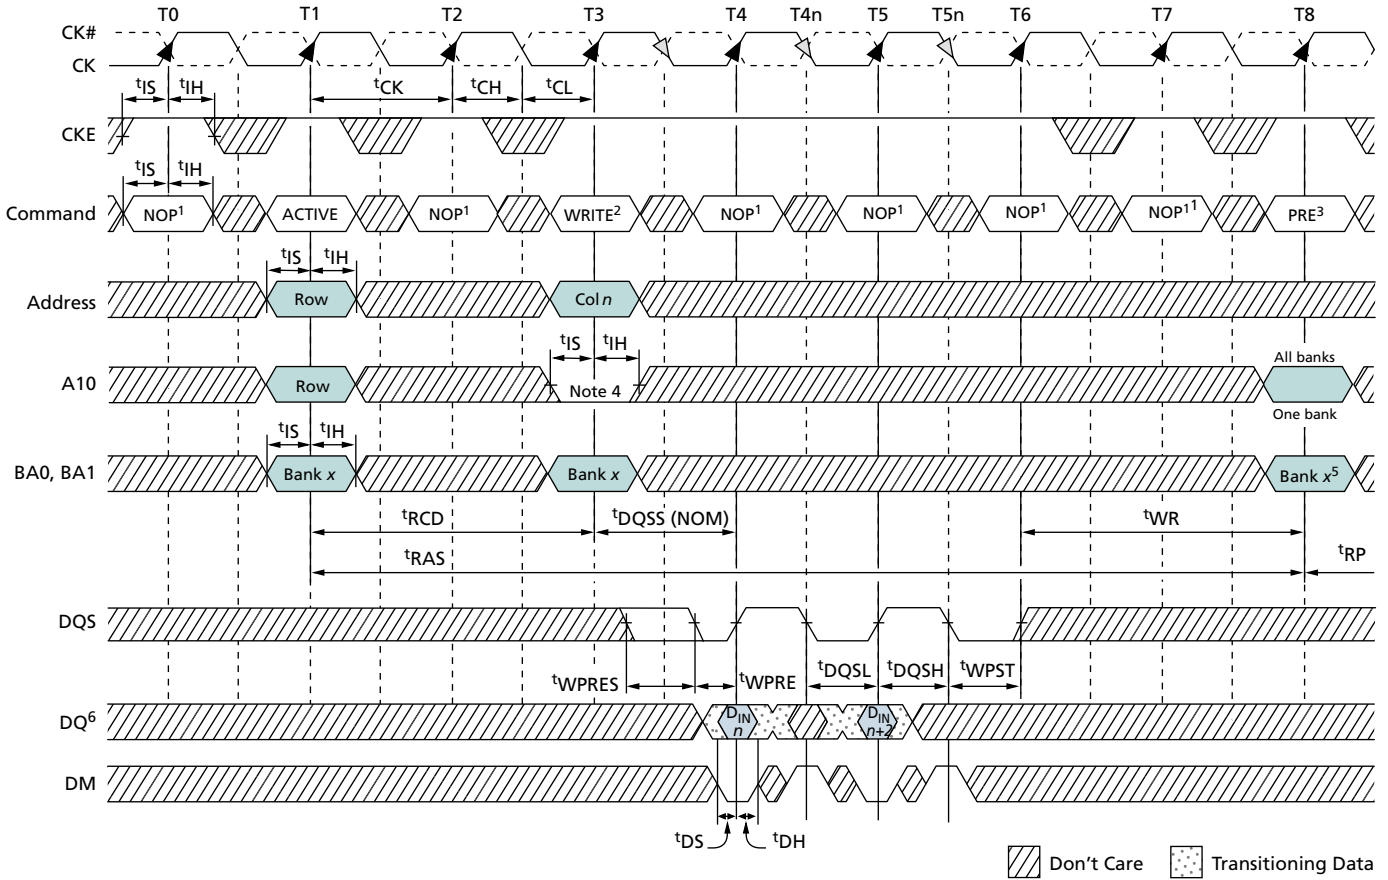 T0 T1 T2 T3 T4 T4n T5 T5n T6 T7 T8
CK#
CK
tIS tIH tCK tCH tCL
CKE
tIS tIH
Command NOP1 ACTIVE NOP1 WRITE2 NOP1 NOP1 NOP1 NOP11 PRE3
tIS tIH
Address Row Col n
tIS tIH
All banks
A10 Row Note 4
One bank
tIS tIH
BA0, BA1 Bank x Bank x Bank x5
tRCD tDQSS (NOM) tWR
tRAS tRP
DQS
tWPRES tWPRE tDQSL tDQSH tWPST
DQ6 DIN n DIN n+2
DM
tDS tDH
Don't Care Transitioning Data